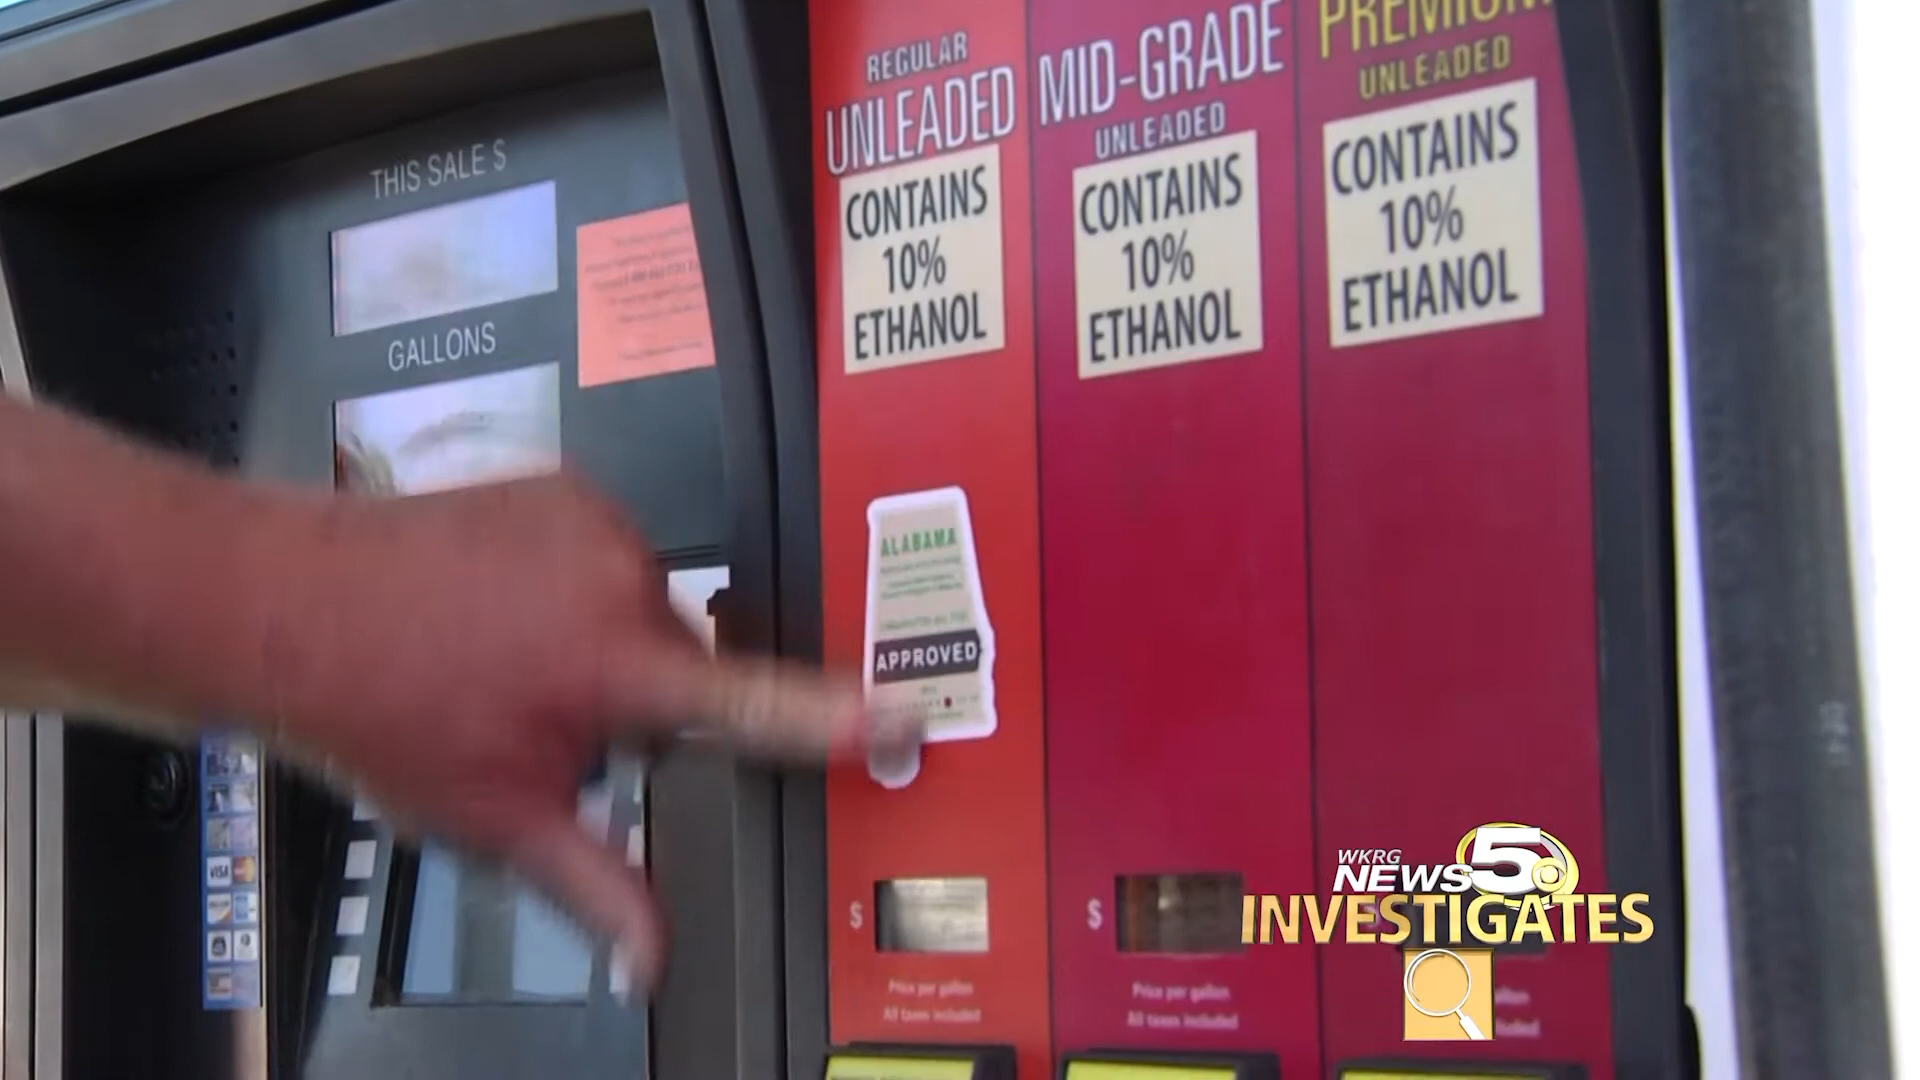 THIS SALE $
GALLONS
REGULAR
UNLEADED
CONTAINS
10%
ETHANOL
MID-GRADE
UNLEADED
CONTAINS
10%
ETHANOL
PREMIUM
UNLEADED
CONTAINS
10%
ETHANOL
ALABAMA
APPROVED
VISA
$
Price per gallon
All taxes included
$
Price per gallon
All taxes included
WKRG
NEWS 5
INVESTIGATES